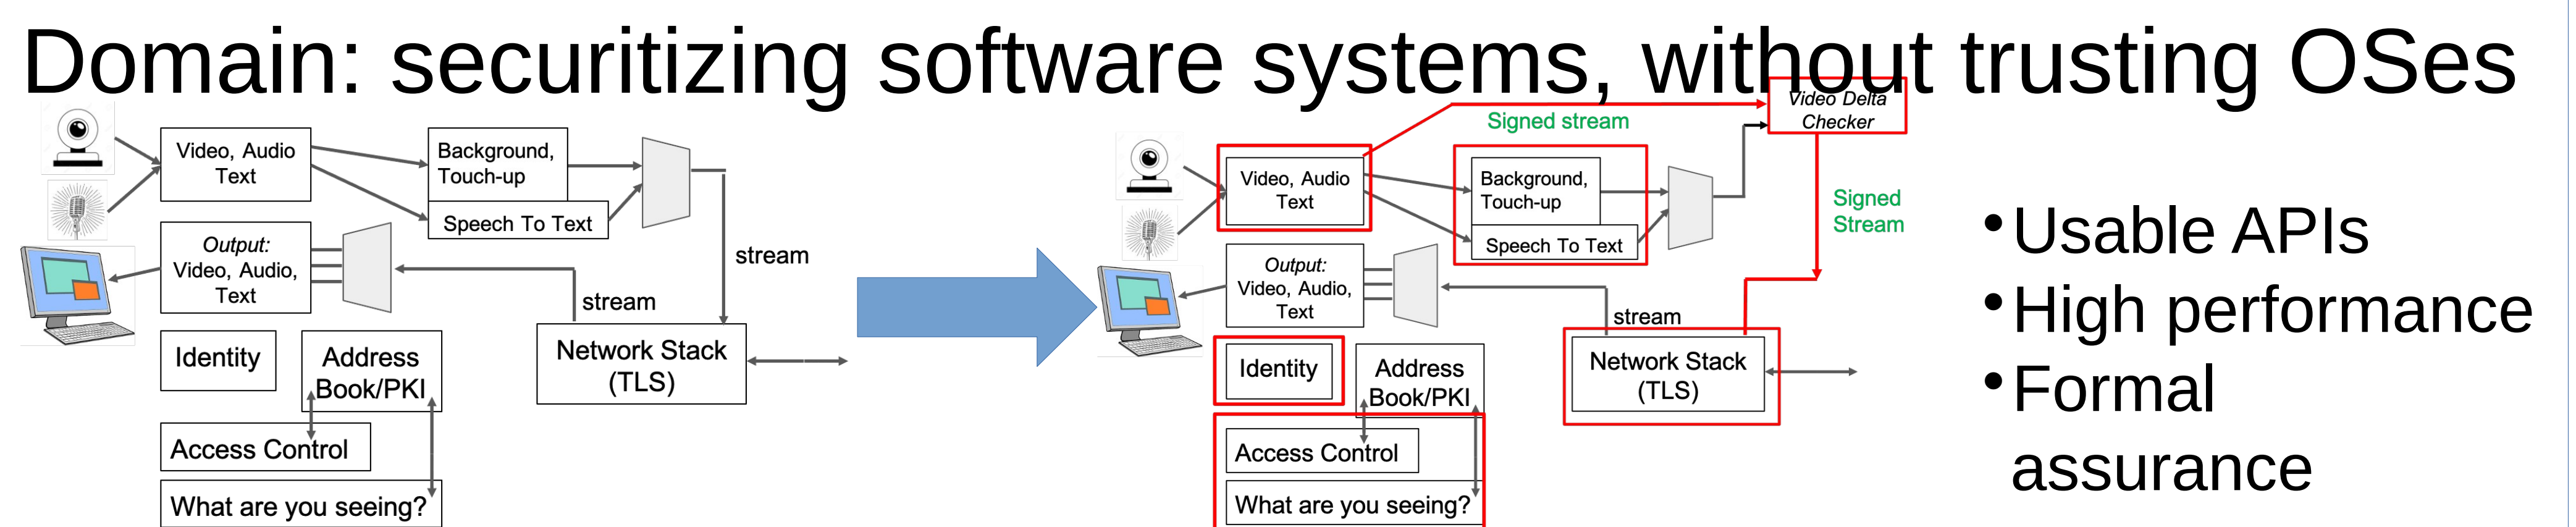 Domain: securitizing software systems, without trusting OSes
Video, Audio
Text
Background,
Touch-up
Speech To Text
Output:
Video, Audio,
Text
stream
stream
Identity
Address
Book/PKI
Network Stack
(TLS)
Access Control
What are you seeing?
Video Delta
Checker
Signed stream
Video, Audio
Text
Background,
Touch-up
Speech To Text
Signed
Stream
Output:
Video, Audio,
Text
stream
Identity
Address
Book/PKI
Network Stack
(TLS)
Access Control
What are you seeing?
•Usable APIs
•High performance
•Formal
assurance